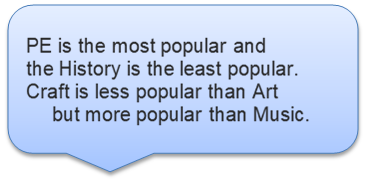 PE is the most popular and
the History is the least popular.
Craft is less popular than Art
but more popular than Music.